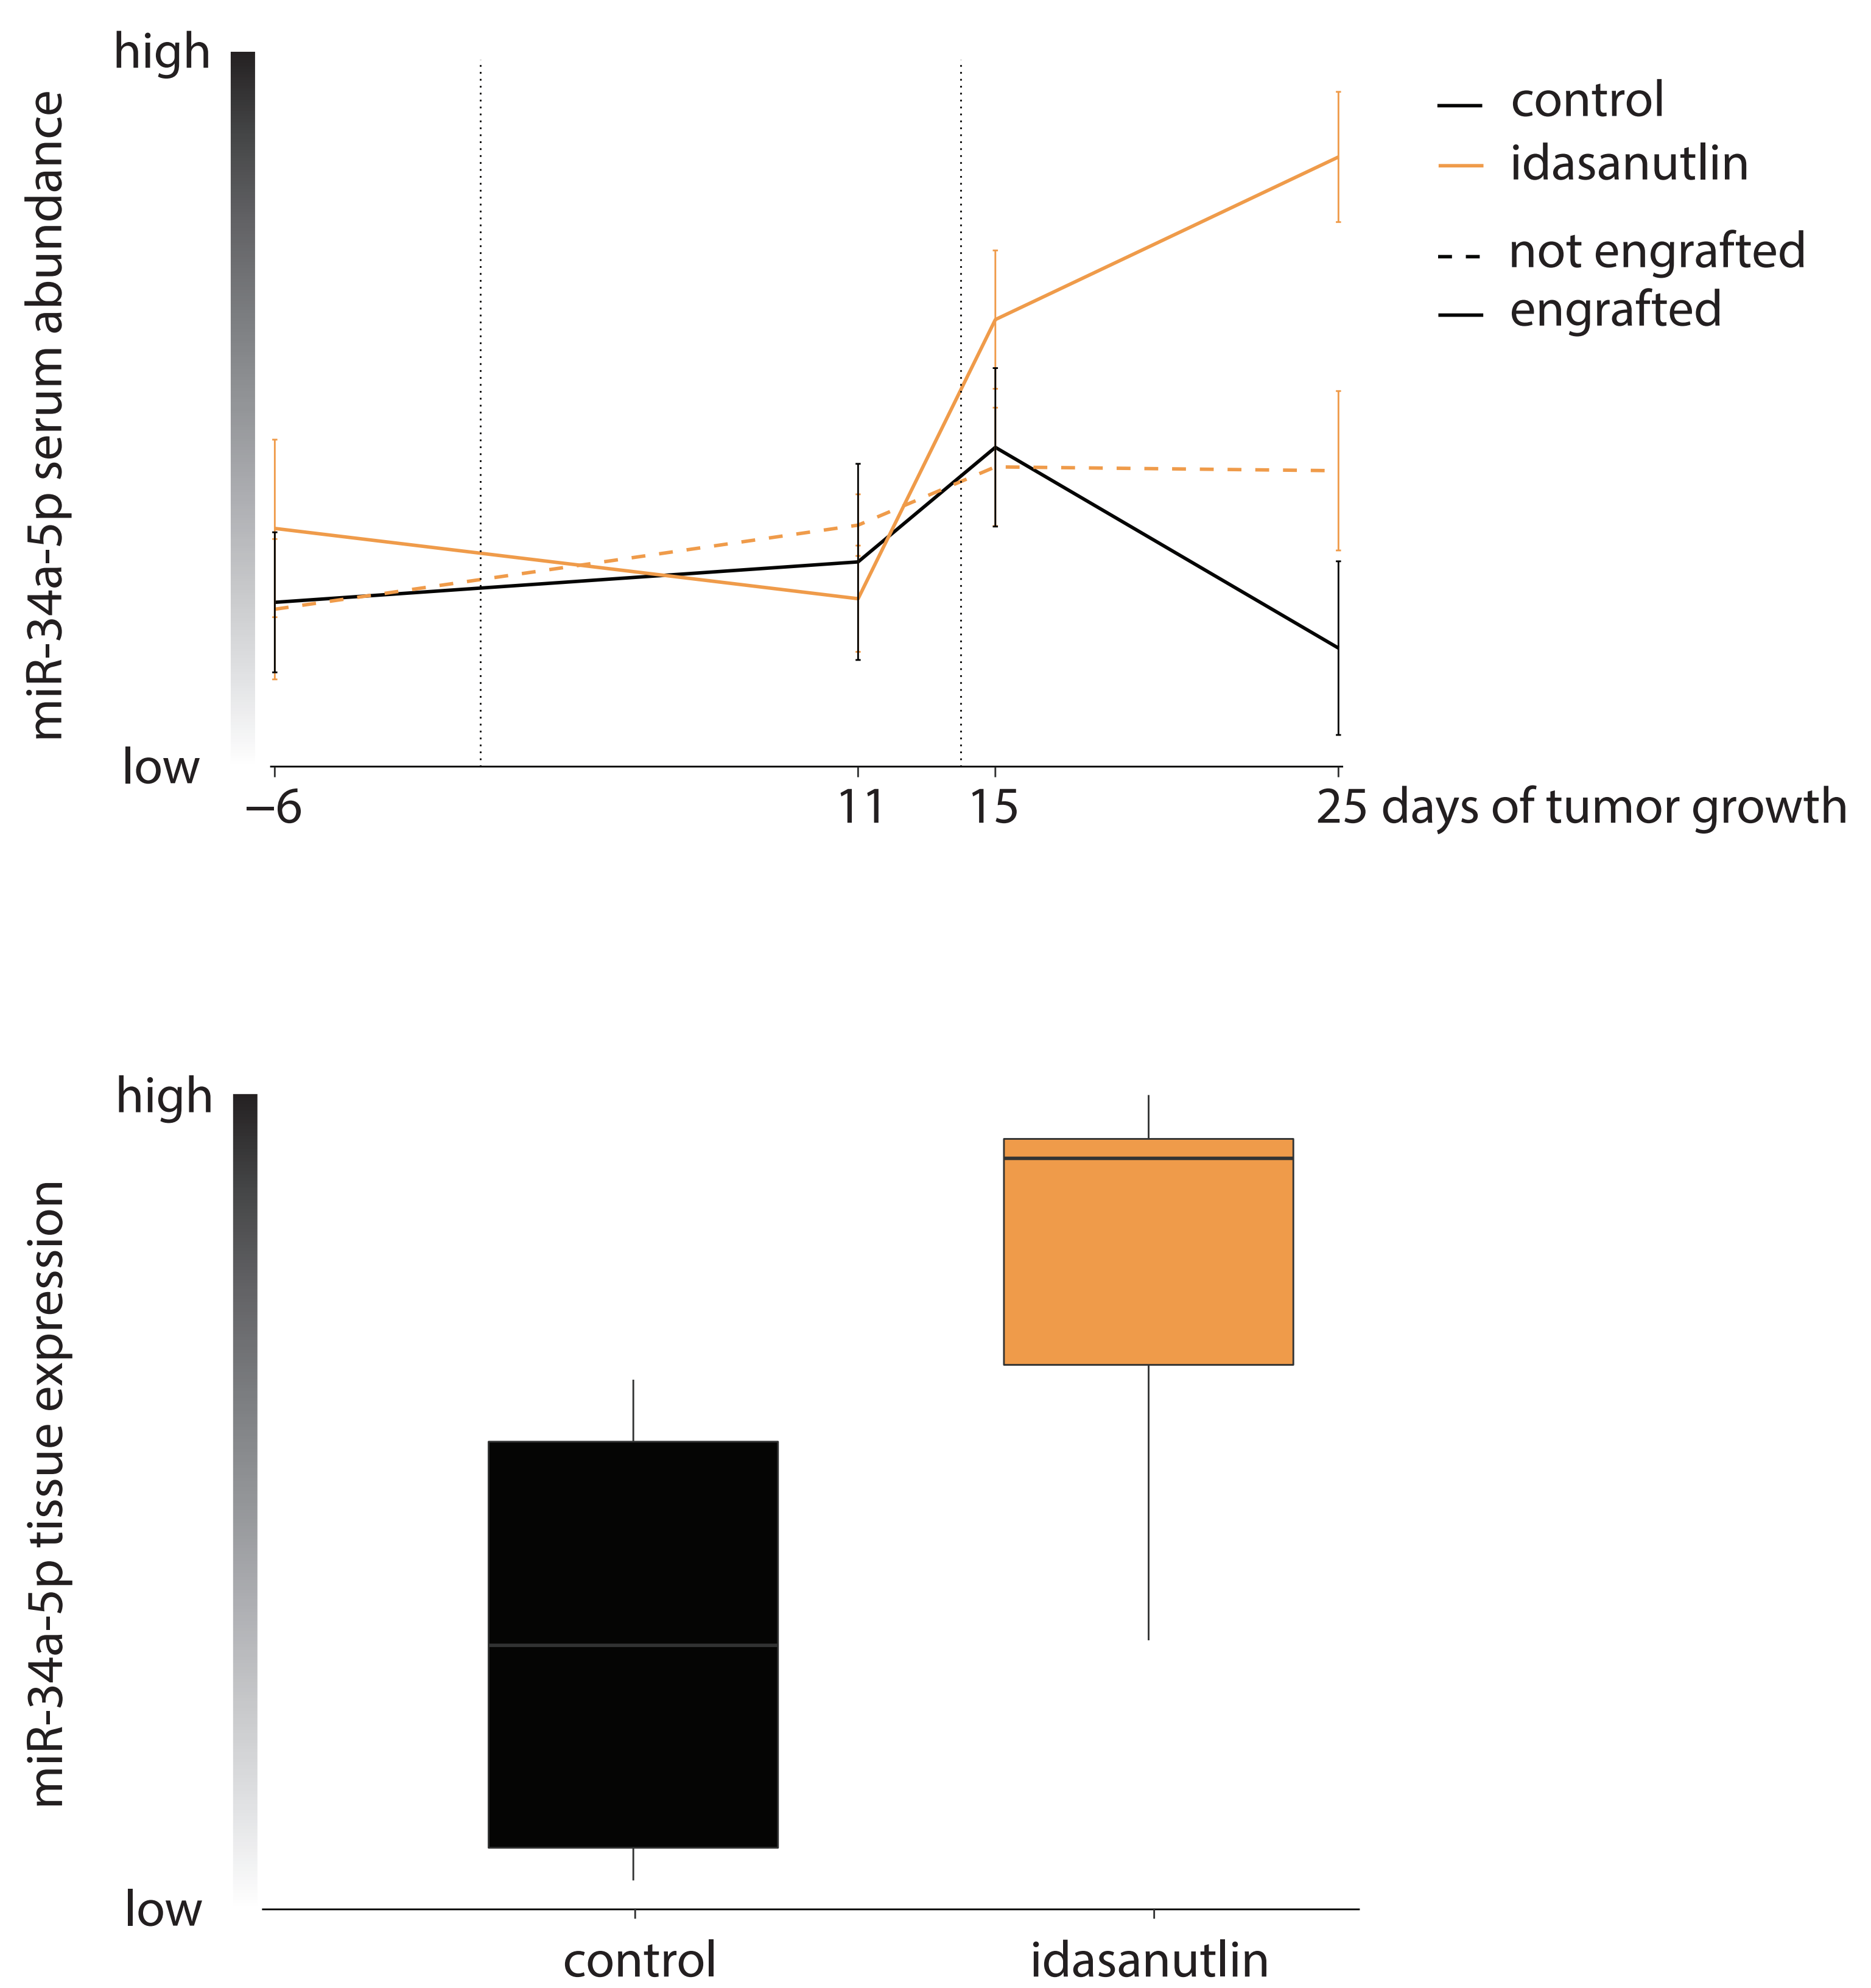 high
miR-34a-5p serum abundance
low
control
idasanutlin
not engrafted
engrafted
−6 11 15 25 days of tumor growth
high
miR-34a-5p tissue expression
low
control idasanutlin